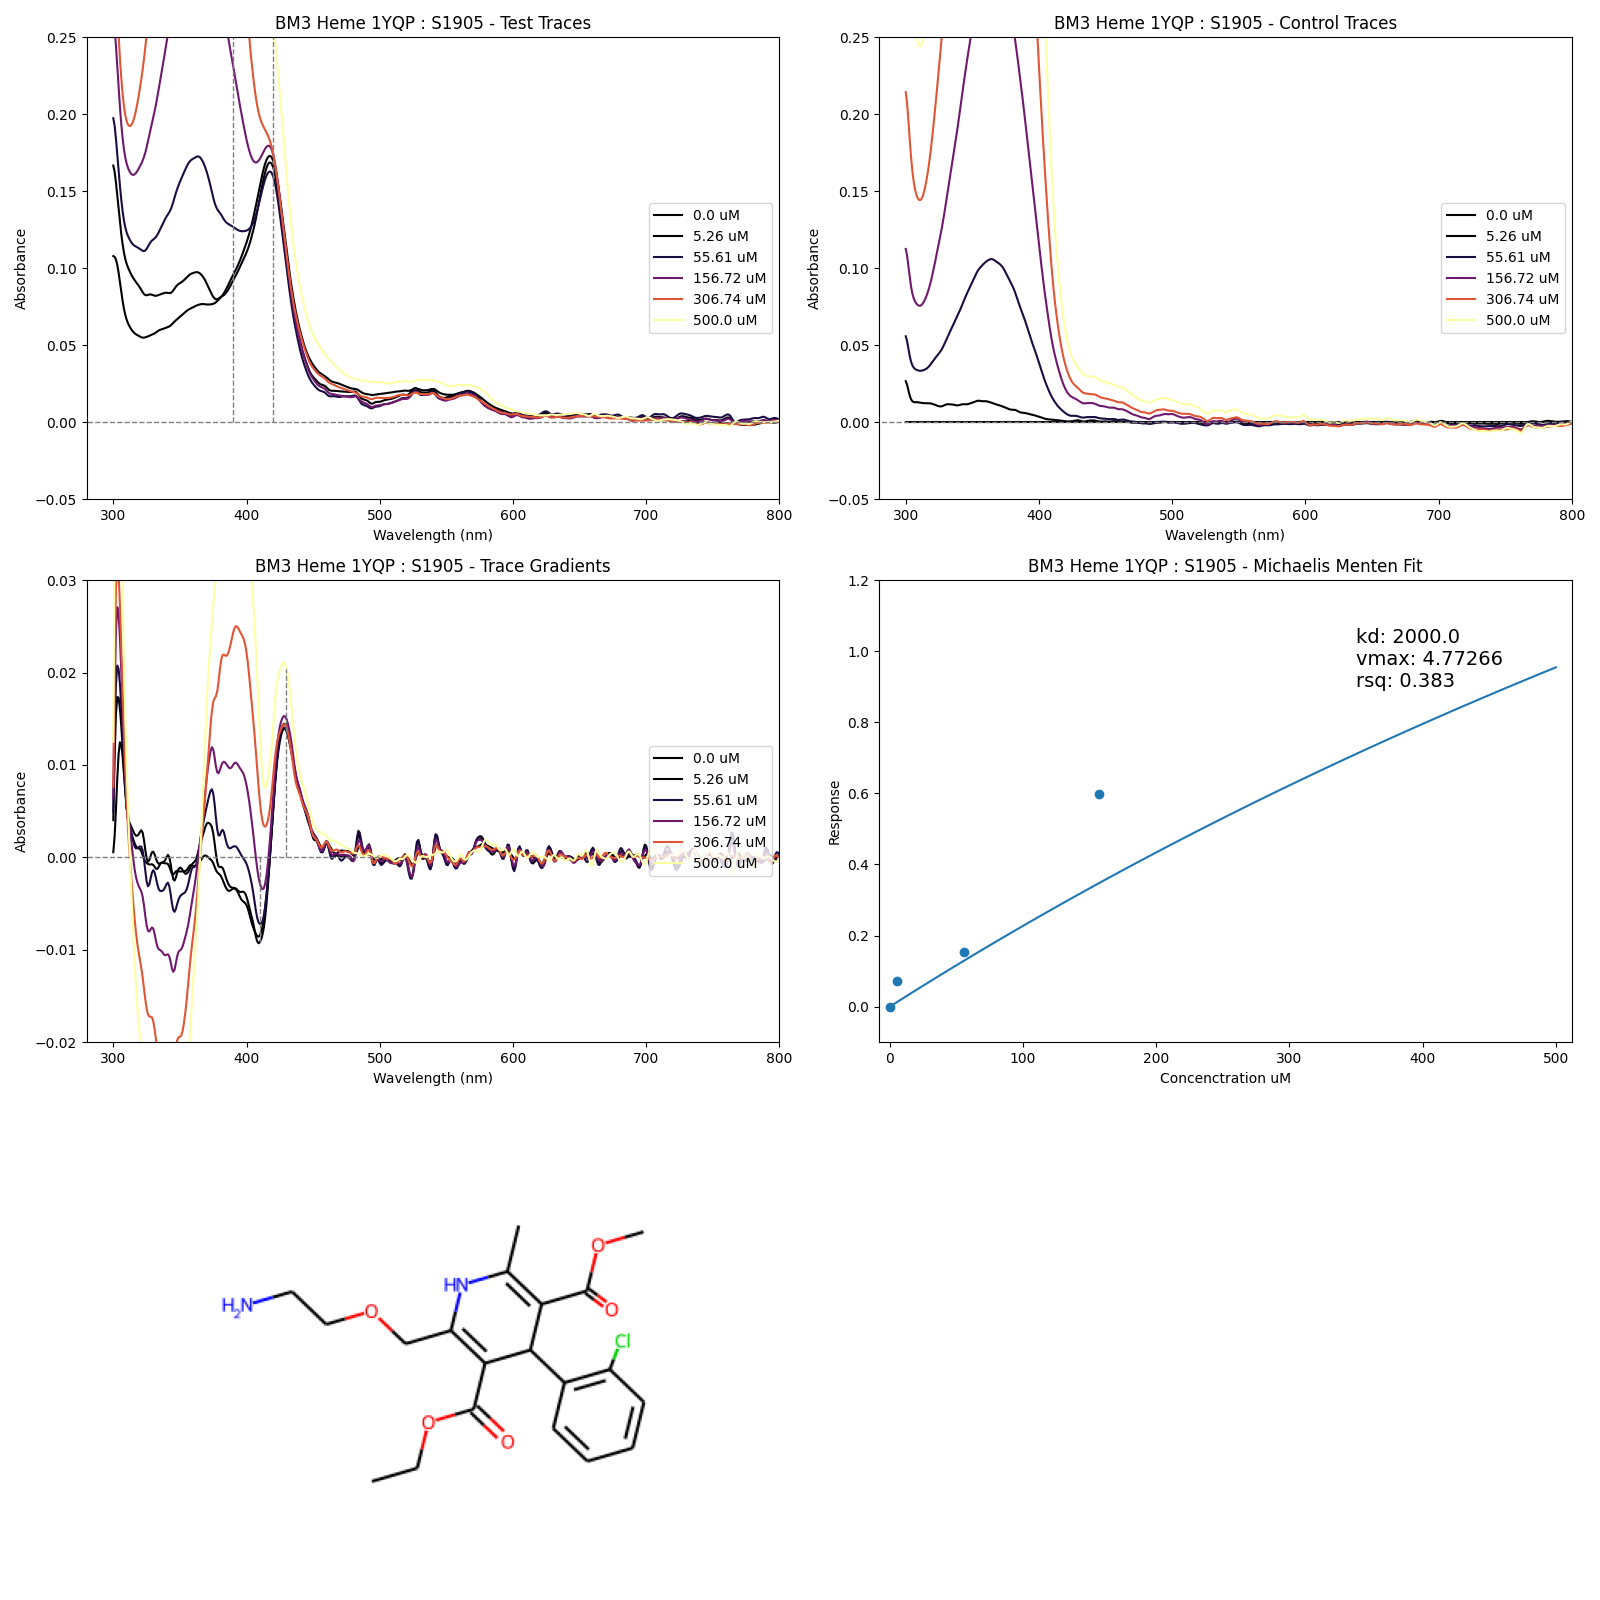 BM3 Heme 1YQP : S1905 - Test Traces
0.25
0.20
0.15
0.10
0.05
0.00
−0.05
Absorbance
300 400 500 600 700 800
Wavelength (nm)
0.0 uM
5.26 uM
55.61 uM
156.72 uM
306.74 uM
500.0 uM
BM3 Heme 1YQP : S1905 - Control Traces
0.25
0.20
0.15
0.10
0.05
0.00
−0.05
Absorbance
300 400 500 600 700 800
Wavelength (nm)
0.0 uM
5.26 uM
55.61 uM
156.72 uM
306.74 uM
500.0 uM
BM3 Heme 1YQP : S1905 - Trace Gradients
0.03
0.02
0.01
0.00
−0.01
−0.02
Absorbance
300 400 500 600 700 800
Wavelength (nm)
0.0 uM
5.26 uM
55.61 uM
156.72 uM
306.74 uM
500.0 uM
BM3 Heme 1YQP : S1905 - Michaelis Menten Fit
1.2
1.0
0.8
0.6
0.4
0.2
0.0
Response
0 100 200 300 400 500
Concenctration uM
kd: 2000.0
vmax: 4.77266
rsq: 0.383
O
O
HN
H2N
O
Cl
O
O